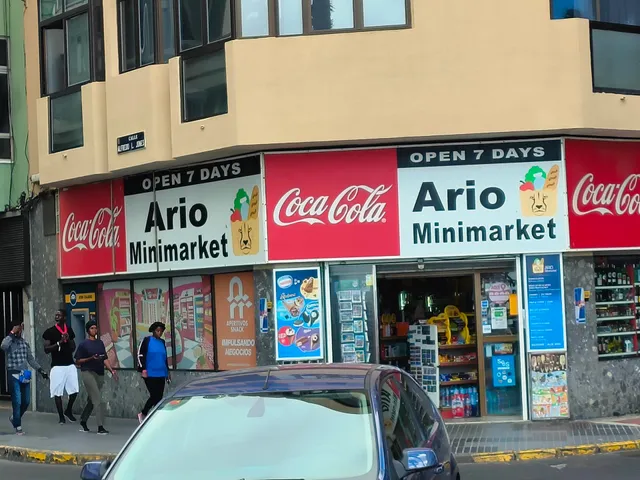 CALLE
ALFREDO L. JONES
OPEN 7 DAYS
Coca-Cola
Ario
Minimarket
OPEN 7 DAYS
Coca-Cola
Ario
Minimarket
Coca-Cola
IMPULSANDO
NEGOCIOS